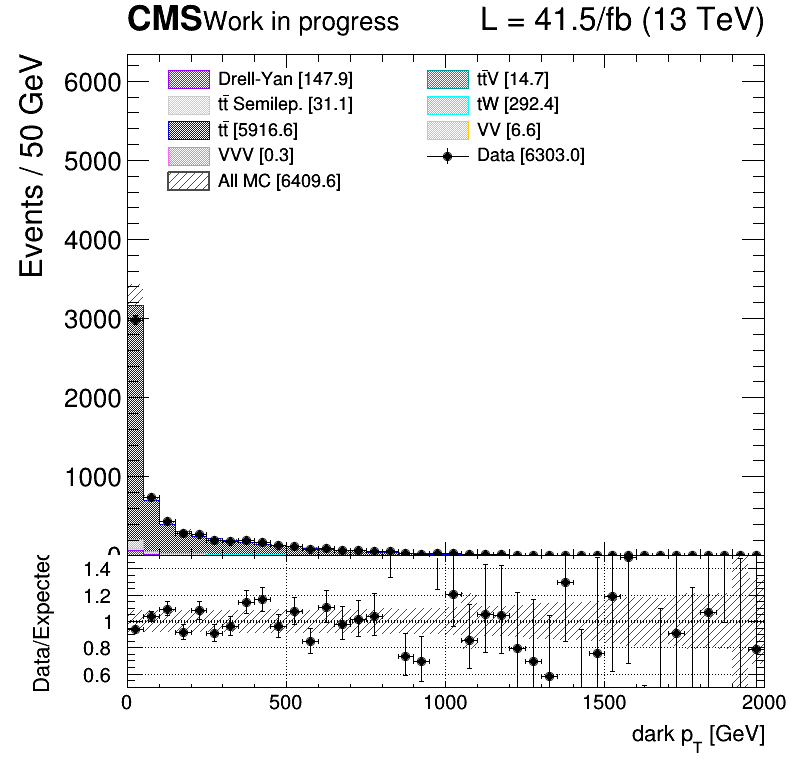 CMS Work in progress L = 41.5/fb (13 TeV)
Events / 50 GeV
6000
5000
4000
3000
2000
1000
0
Drell-Yan [147.9]
tt̄ Semilep. [31.1]
tt̄ [5916.6]
VVV [0.3]
All MC [6409.6]
tt̄V [14.7]
tW [292.4]
VV [6.6]
Data [6303.0]
Data/Expected
1.4
1.2
1
0.8
0.6
0 500 1000 1500 2000
dark p_T [GeV]